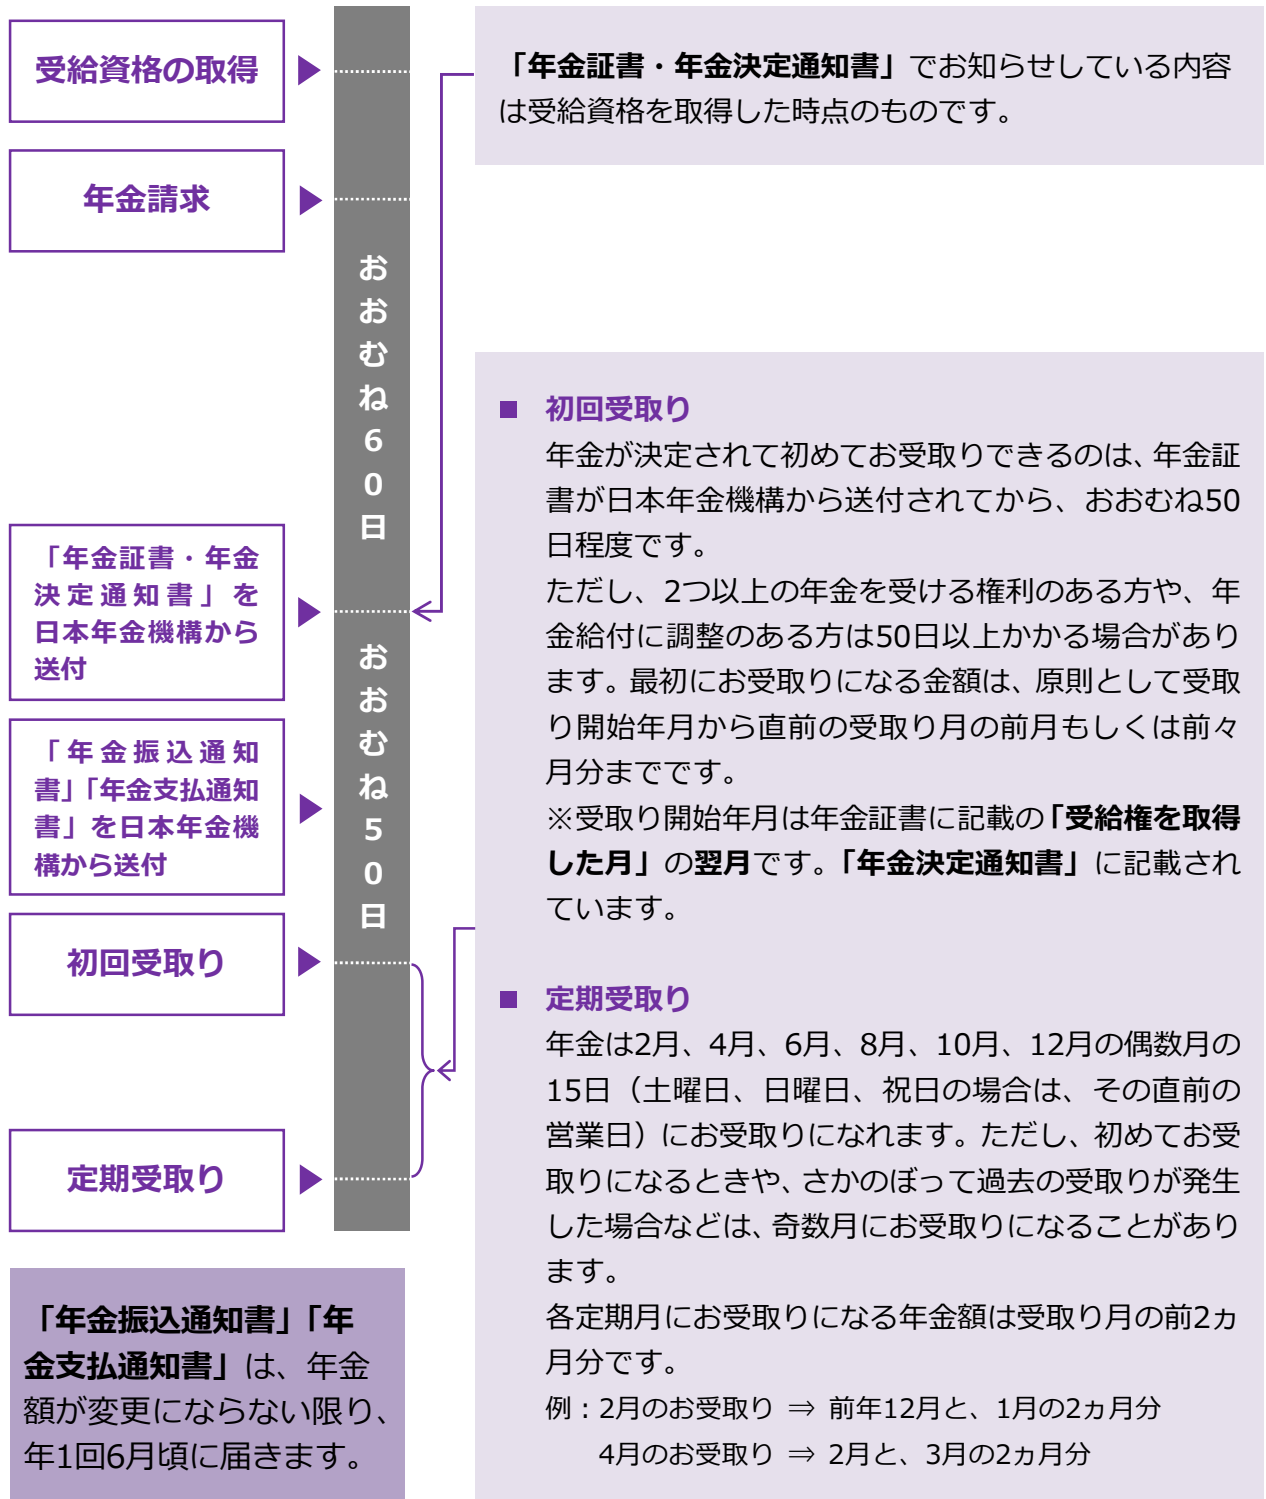 受給資格の取得
年金請求
おおむね60日
「年金証書・年金
決定通知書」を
日本年金機構から
送付
おおむね50日
「年金振込通知
書」「年金支払通知
書」を日本年金機
構から送付
初回受取り
定期受取り
「年金振込通知書」「年
金支払通知書」は、年金
額が変更にならない限り、
年1回6月頃に届きます。
「年金証書・年金決定通知書」でお知らせしている内容
は受給資格を取得した時点のものです。
■ 初回受取り
年金が決定されて初めてお受取りできるのは、年金証
書が日本年金機構から送付されてから、おおむね50
日程度です。
ただし、2つ以上の年金を受ける権利のある方や、年
金給付に調整のある方は50日以上かかる場合があり
ます。最初にお受取りになる金額は、原則として受取
り開始年月から直前の受取り月の前月もしくは前々
月分までです。
※受取り開始年月は年金証書に記載の「受給権を取得
した月」の翌月です。「年金決定通知書」に記載され
ています。
■ 定期受取り
年金は2月、4月、6月、8月、10月、12月の偶数月の
15日（土曜日、日曜日、祝日の場合は、その直前の
営業日）にお受取りになれます。ただし、初めてお受
取りになるときや、さかのぼって過去の受取りが発生
した場合などは、奇数月にお受取りになることがあり
ます。
各定期月にお受取りになる年金額は受取り月の前2ヵ
月分です。
例：2月のお受取り ⇒ 前年12月と、1月の2ヵ月分
4月のお受取り ⇒ 2月と、3月の2ヵ月分